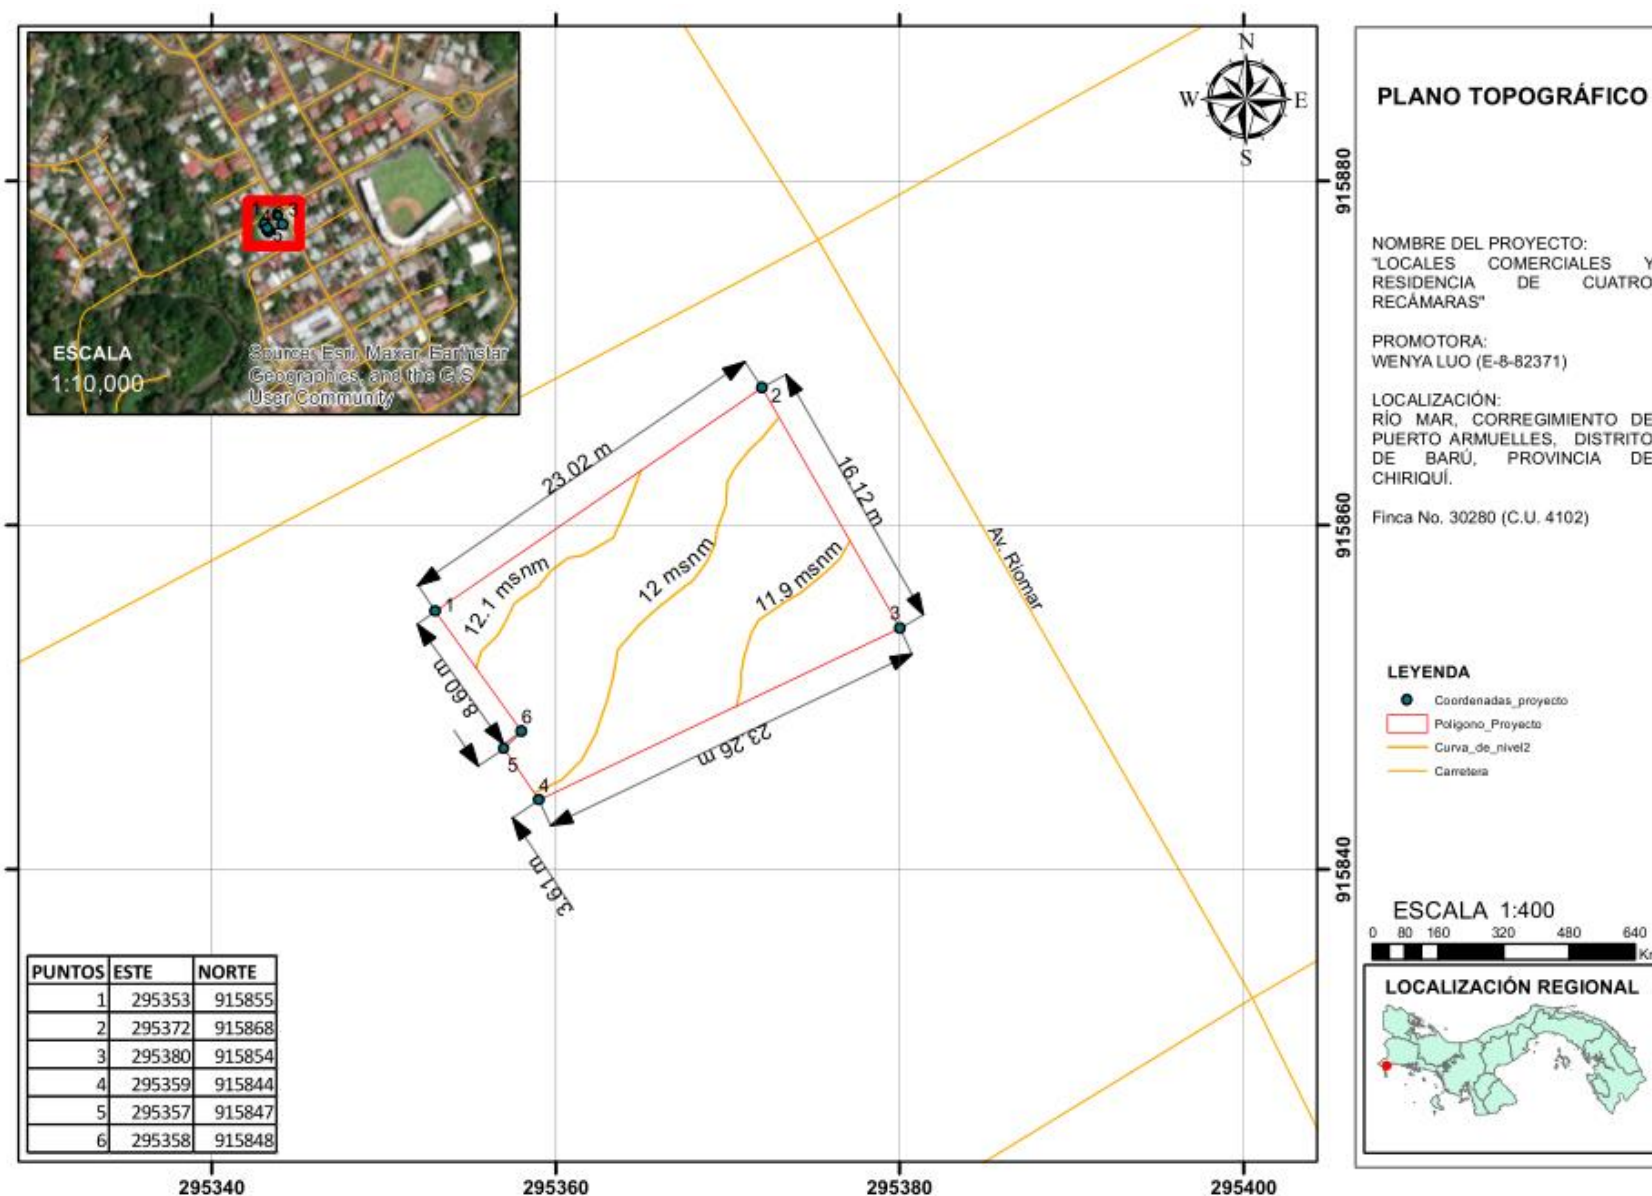 N
W
E
S
1
4
3
5
ESCALA
1:10,000
Source: Esri, Maxar, Earthstar
Geographics, and the GIS
User Community
915880
915860
915840
2
23.02 m
16.12 m
Av. Riomar
12.1 msnm
12 msnm
11.9 msnm
1
3
8.60 m
6
5
23.26 m
4
3.61 m
PUNTOS ESTE NORTE
1 295353 915855
2 295372 915868
3 295380 915854
4 295359 915844
5 295357 915847
6 295358 915848
295340 295360 295380 295400
PLANO TOPOGRÁFICO
NOMBRE DEL PROYECTO:
"LOCALES COMERCIALES Y
RESIDENCIA DE CUATRO
RECÁMARAS"
PROMOTORA:
WENYA LUO (E-8-82371)
LOCALIZACIÓN:
RÍO MAR, CORREGIMIENTO DE
PUERTO ARMUELLES, DISTRITO
DE BARÚ, PROVINCIA DE
CHIRIQUÍ.
Finca No. 30280 (C.U. 4102)
LEYENDA
Coordenadas_proyecto
Poligono_Proyecto
Curva_de_nivel2
Carretera
ESCALA 1:400
0 80 160 320 480 640
LOCALIZACIÓN REGIONAL